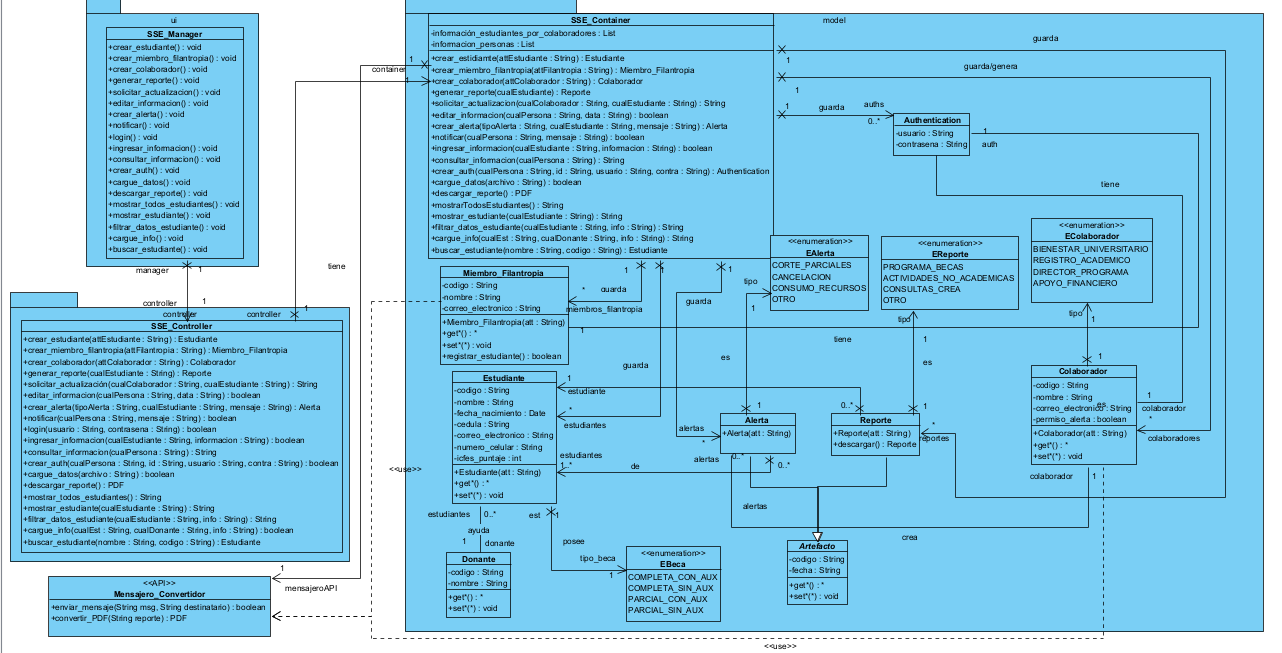 ui
SSE_Manager
+crear_estudiante() : void
+crear_miembro_filantropia() : void
+crear_colaborador() : void
+generar_reporte() : void
+solicitar_actualizacion() : void
+editar_informacion() : void
+crear_alerta() : void
+notificar() : void
+login() : void
+ingresar_informacion() : void
+consultar_informacion() : void
+crear_auth() : void
+cargue_datos() : void
+descargar_reporte() : void
+mostrar_todos_estudiantes() : void
+mostrar_estudiante() : void
+filtrar_datos_estudiante() : void
+cargue_info() : void
+buscar_estudiante() : void
manager
1
controller
1
controller
controller
1
tiene
container
1
1
SSE_Controller
+crear_estudiante(attEstudiante : String) : Estudiante
+crear_miembro_filantropia(attFilantropia : String) : Miembro_Filantropia
+crear_colaborador(attColaborador : String) : Colaborador
+generar_reporte(cualEstudiante : String) : Reporte
+solicitar_actualización(cualColaborador : String, cualEstudiante : String) : String
+editar_informacion(cualPersona : String, data : String) : boolean
+crear_alerta(tipoAlerta : String, cualEstudiante : String, mensaje : String) : Alerta
+notificar(cualPersona : String, mensaje : String) : boolean
+login(usuario : String, contrasena : String) : boolean
+ingresar_informacion(cualEstudiante : String, informacion : String) : boolean
+consultar_informacion(cualPersona : String) : String
+crear_auth(cualPersona : String, id : String, usuario : String, contra : String) : boolean
+cargue_datos(archivo : String) : boolean
+descargar_reporte() : PDF
+mostrar_todos_estudiantes() : String
+mostrar_estudiante(cualEstudiante : String) : String
+filtrar_datos_estudiante(cualEstudiante : String, info : String) : String
+cargue_info(cualEst : String, cualDonante : String, info : String) : boolean
+buscar_estudiante(nombre : String, codigo : String) : Estudiante
<<API>>
Mensajero_Convertidor
+enviar_mensaje(String msg, String destinatario) : boolean
+convertir_PDF(String reporte) : PDF
1
mensajeroAPI
<<use>>
<<use>>
model
SSE_Container
-información_estudiantes_por_colaboradores : List
-informacion_personas : List
+crear_estidiante(attEstudiante : String) : Estudiante
+crear_miembro_filantropia(attFilantropia : String) : Miembro_Filantropia
+crear_colaborador(attColaborador : String) : Colaborador
+generar_reporte(cualEstudiante) : Reporte
+solicitar_actualizacion(cualColaborador : String, cualEstudiante : String) : String
+editar_informacion(cualPersona : String, data : String) : boolean
+crear_alerta(tipoAlerta : String, cualEstudiante : String, mensaje : String) : Alerta
+notificar(cualPersona : String, mensaje : String) : boolean
+ingresar_informacion(cualEstudiante : String, informacion : String) : boolean
+consultar_informacion(cualPersona : String) : String
+crear_auth(cualPersona : String, id : String, usuario : String, contra : String) : Authentication
+cargue_datos(archivo : String) : boolean
+descargar_reporte() : PDF
+mostrarTodosEstudiantes() : String
+mostrar_estudiante(cualEstudiante : String) : String
+filtrar_datos_estudiante(cualEstudiante : String, info : String) : String
+cargue_info(cualEst : String, cualDonante : String, info : String) : String
+buscar_estudiante(nombre : String, codigo : String) : Estudiante
guarda
1
guarda/genera
1
1
guarda
auths
0..*
Authentication
-usuario : String
-contrasena : String
1
auth
tiene
<<enumeration>>
EAlerta
CORTE_PARCIALES
CANCELACION
CONSUMO_RECURSOS
OTRO
<<enumeration>>
EReporte
PROGRAMA_BECAS
ACTIVIDADES_NO_ACADEMICAS
CONSULTAS_CREA
OTRO
<<enumeration>>
EColaborador
BIENESTAR_UNIVERSITARIO
REGISTRO_ACADEMICO
DIRECTOR_PROGRAMA
APOYO_FINANCIERO
Miembro_Filantropia
-codigo : String
-nombre : String
-correo_electronico : String
+Miembro_Filantropia(att : String)
+get*() : *
+set*(*) : void
+registrar_estudiante() : boolean
*
guarda
miembros_filantropia
1
1
1
1
guarda
tipo
1
tipo
1
tipo
1
tiene
es
es
es
guarda
Estudiante
-codigo : String
-nombre : String
-fecha_nacimiento : Date
-cedula : String
-correo_electronico : String
-numero_celular : String
-icfes_puntaje : int
+Estudiante(att : String)
+get*() : *
+set*(*) : void
1
estudiante
*
estudiantes
estudiantes
1..*
de
alertas
*
alertas
0..*
0..*
Alerta
+Alerta(att : String)
1
Reporte
+Reporte(att : String)
+descargar() : Reporte
0..*
1
*
reportes
Colaborador
-codigo : String
-nombre : String
-correo_electronico : String
-permiso_alerta : boolean
+Colaborador(att : String)
+get*() : *
+set*(*) : void
1
1
colaborador
*
colaboradores
colaborador
1
crea
alertas
estudiantes
0..*
ayuda
1
donante
Donante
-codigo : String
-nombre : String
+get*() : *
+set*(*) : void
est
1
posee
tipo_beca
1
<<enumeration>>
EBeca
COMPLETA_CON_AUX
COMPLETA_SIN_AUX
PARCIAL_CON_AUX
PARCIAL_SIN_AUX
Artefacto
-codigo : String
-fecha : String
+get*() : *
+set*(*) : void